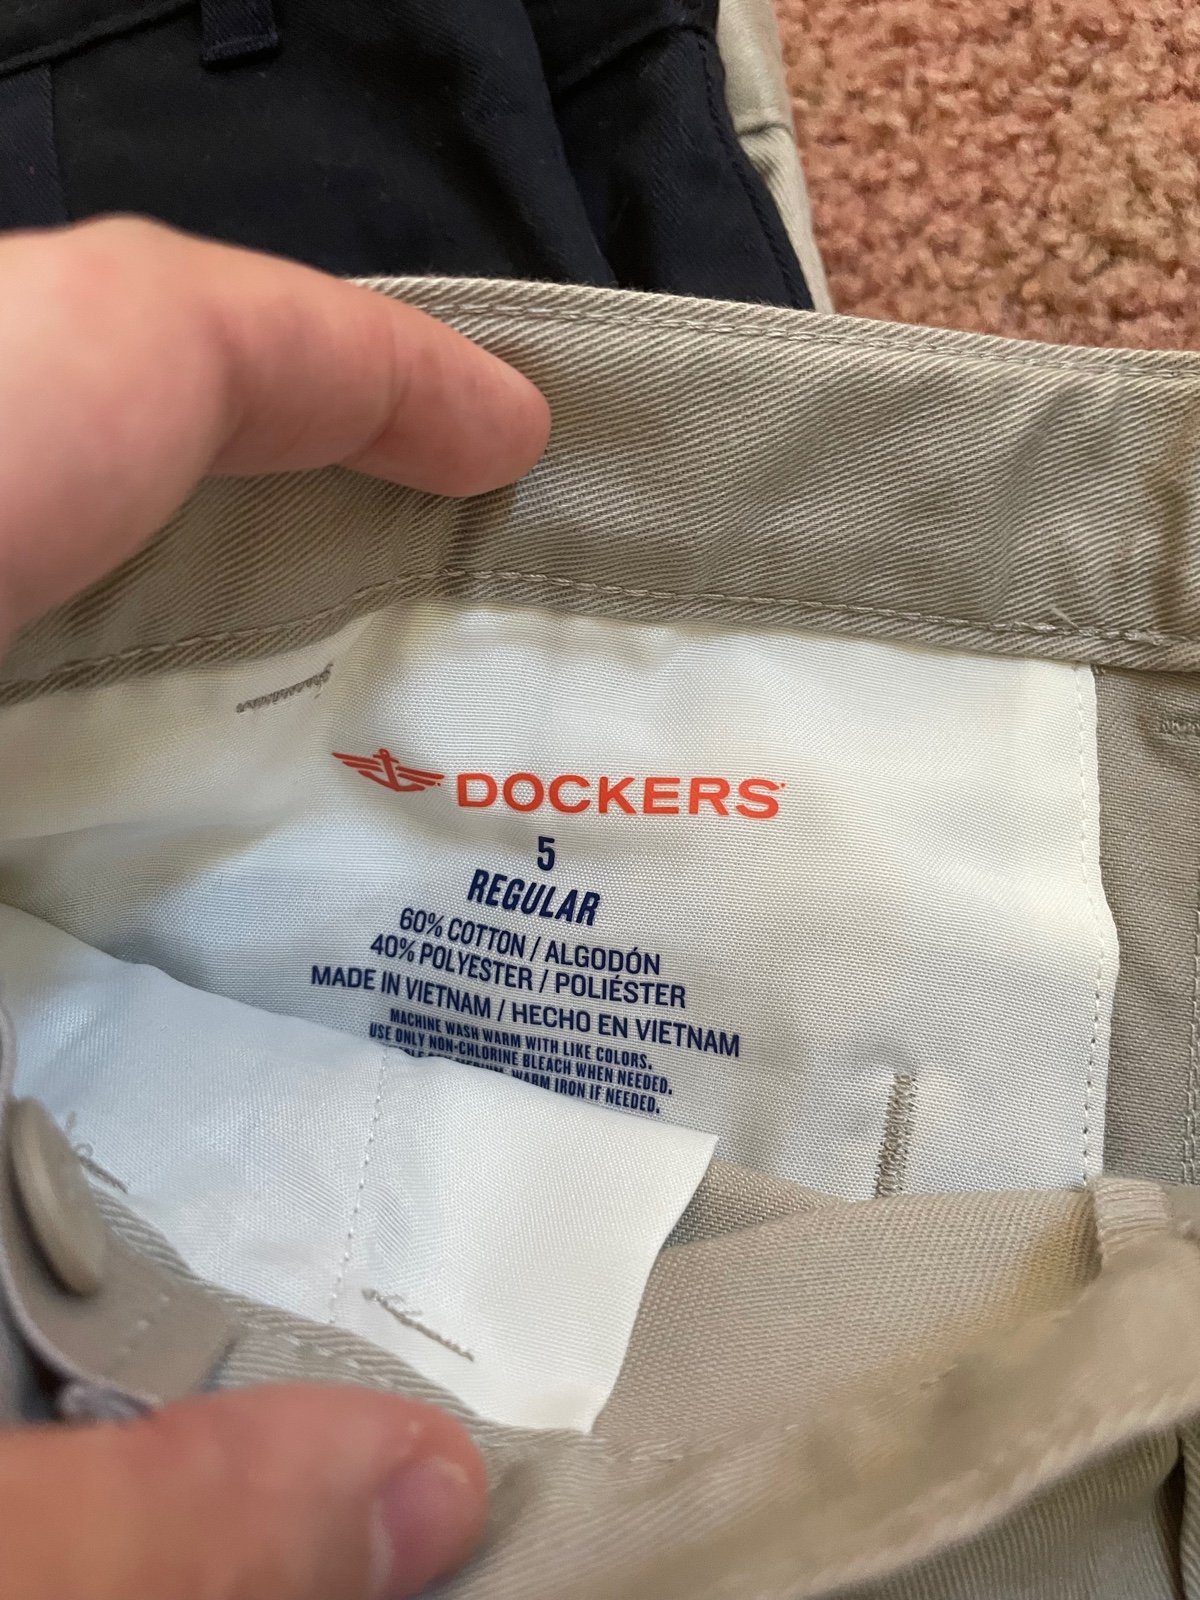 DOCKERS
5
REGULAR
60% COTTON / ALGODÓN
40% POLYESTER / POLIÉSTER
MADE IN VIETNAM / HECHO EN VIETNAM
MACHINE WASH WARM WITH LIKE COLORS.
USE ONLY NON-CHLORINE BLEACH WHEN NEEDED.
WARM IRON IF NEEDED.